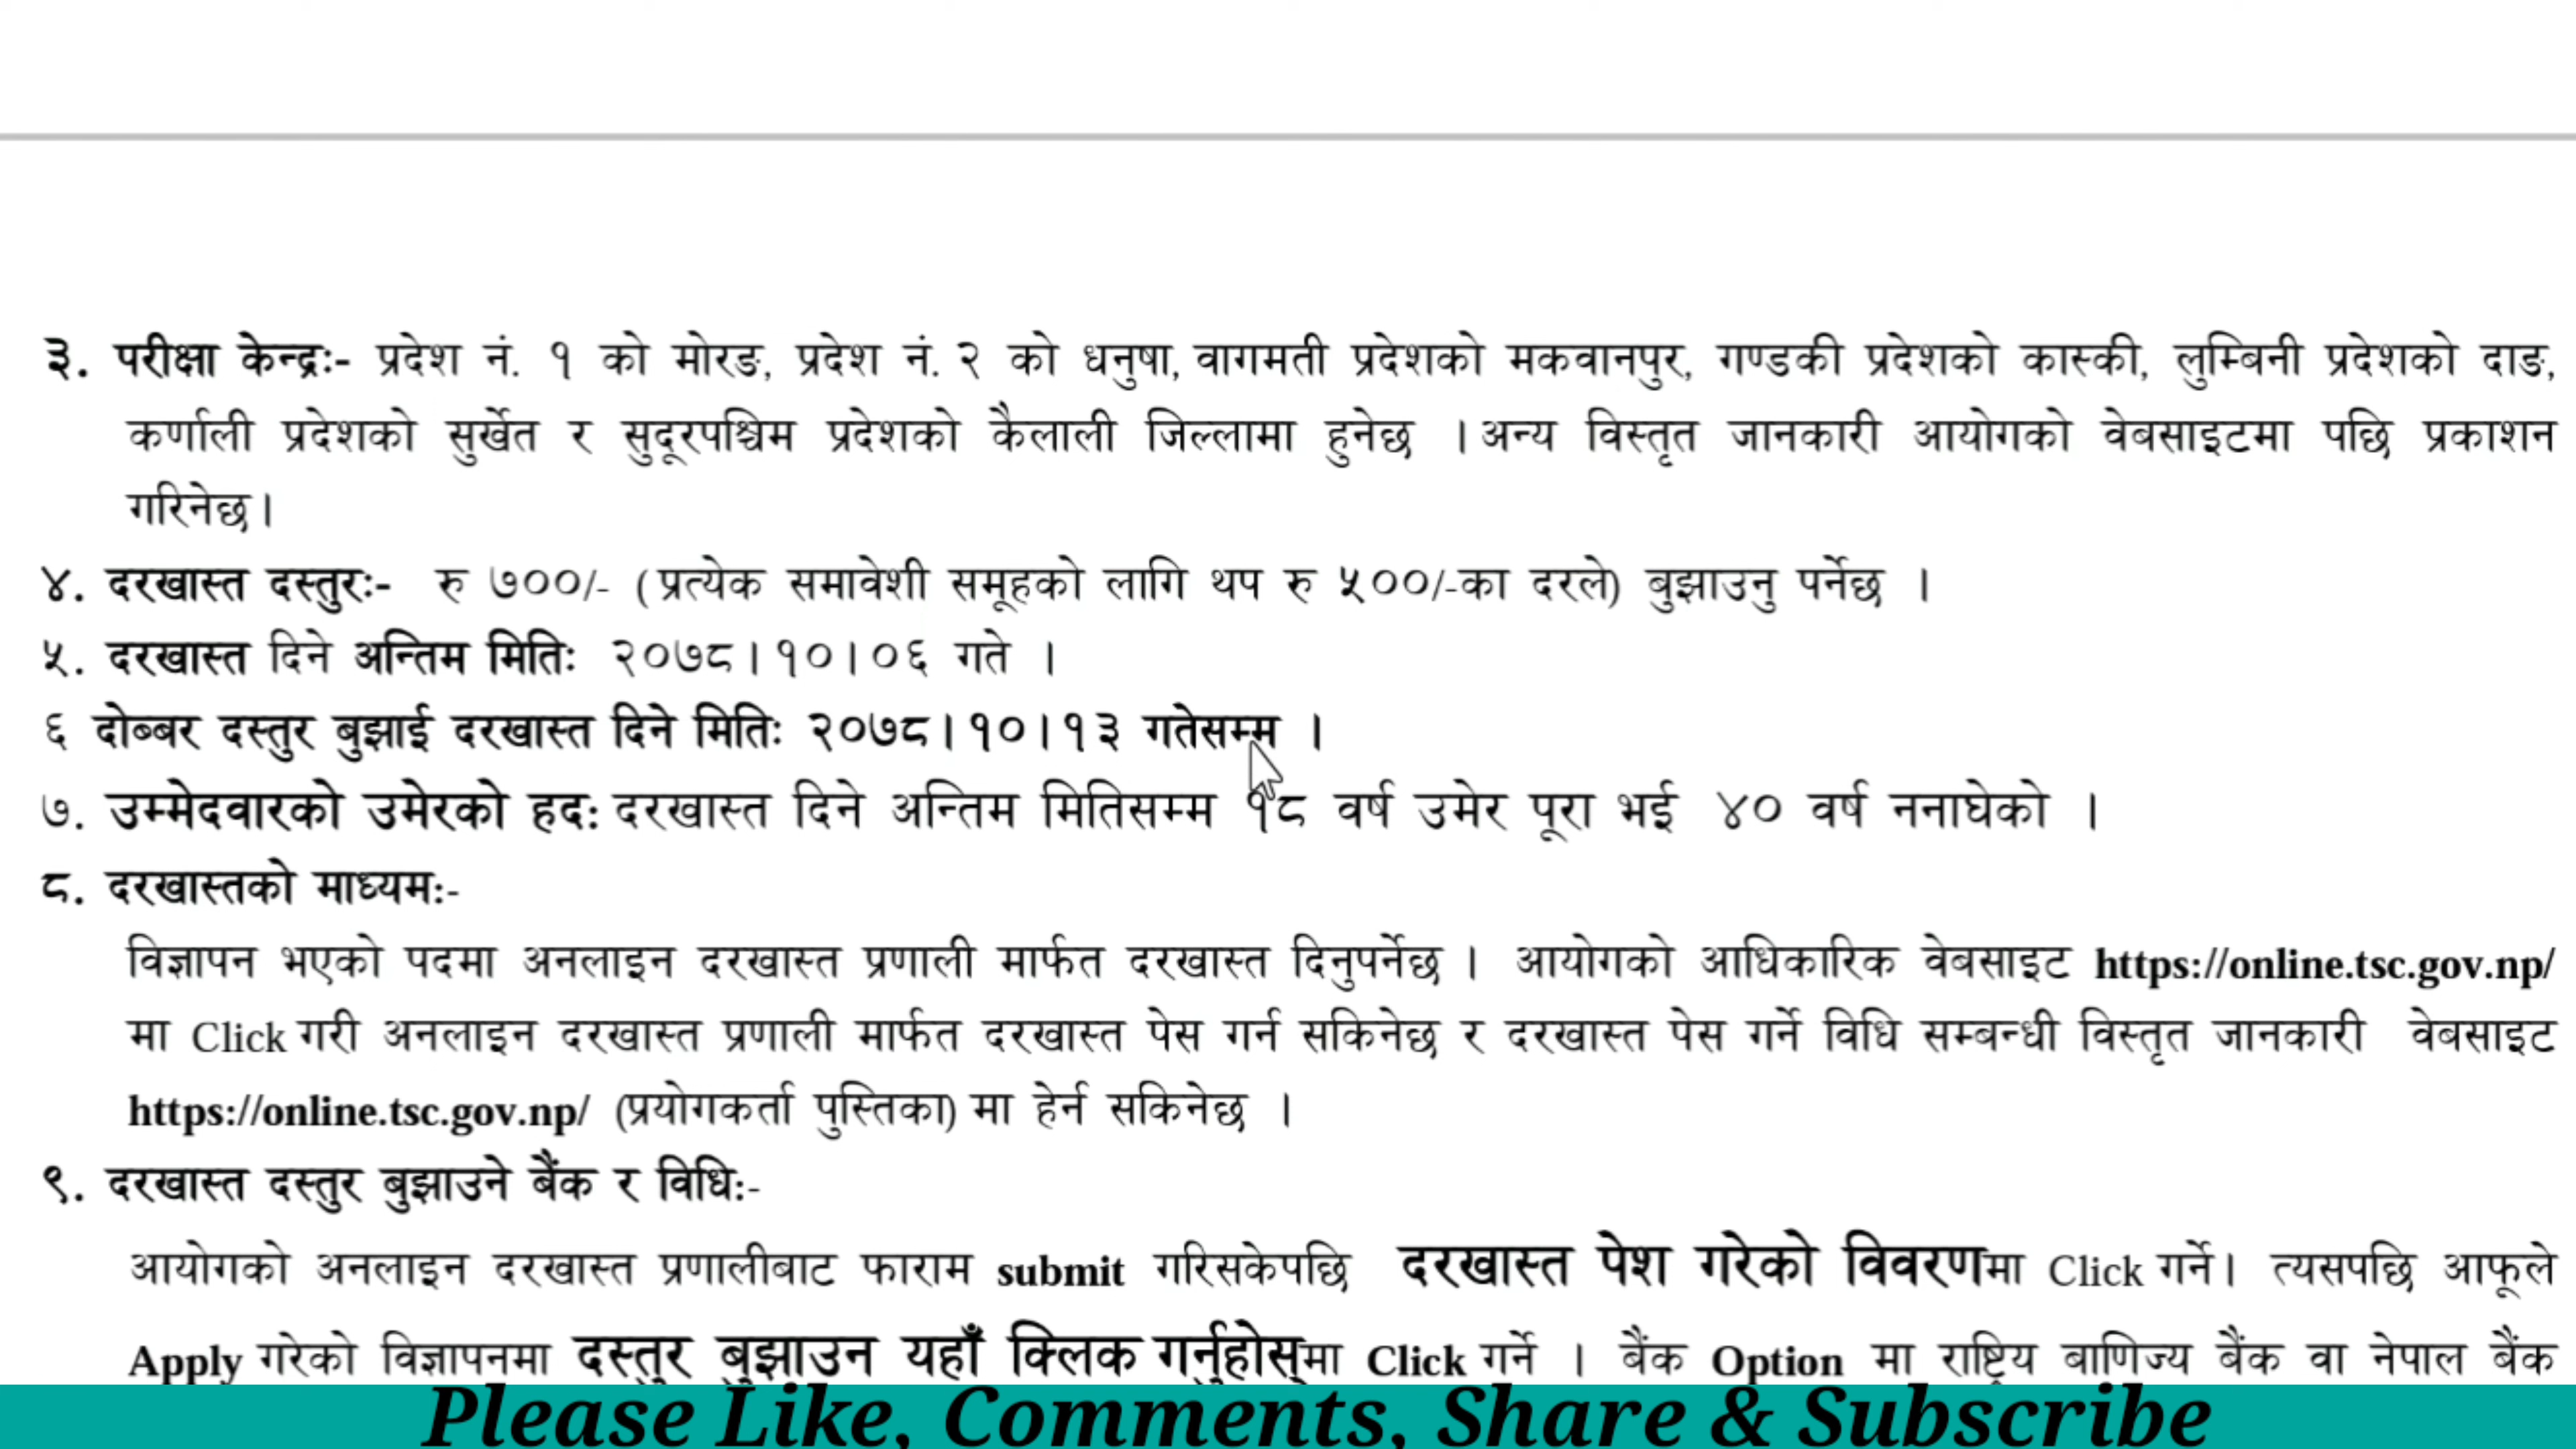 ३. परीक्षा केन्द्रः- प्रदेश नं. १ को मोरङ, प्रदेश नं. २ को धनुषा, वागमती प्रदेशको मकवानपुर, गण्डकी प्रदेशको कास्की, लुम्बिनी प्रदेशको दाङ,
कर्णाली प्रदेशको सुर्खेत र सुदूरपश्चिम प्रदेशको कैलाली जिल्लामा हुनेछ । अन्य विस्तृत जानकारी आयोगको वेबसाइटमा पछि प्रकाशन
गरिनेछ ।
४. दरखास्त दस्तुरः- रु ७००/- (प्रत्येक समावेशी समूहको लागि थप रु ५००/-का दरले) बुझाउनु पर्नेछ ।
५. दरखास्त दिने अन्तिम मितिः २०७८।१०।०६ गते ।
६ दोब्बर दस्तुर बुझाई दरखास्त दिने मितिः २०७८।१०।१३ गतेसम्म ।
७. उम्मेदवारको उमेरको हदः दरखास्त दिने अन्तिम मितिसम्म १८ वर्ष उमेर पूरा भई ४० वर्ष ननाघेको ।
८. दरखास्तको माध्यमः-
विज्ञापन भएको पदमा अनलाइन दरखास्त प्रणाली मार्फत दरखास्त दिनुपर्नेछ । आयोगको आधिकारिक वेबसाइट https://online.tsc.gov.np/
मा Click गरी अनलाइन दरखास्त प्रणाली मार्फत दरखास्त पेस गर्न सकिनेछ र दरखास्त पेस गर्ने विधि सम्बन्धी विस्तृत जानकारी वेबसाइट
https://online.tsc.gov.np/ (प्रयोगकर्ता पुस्तिका) मा हेर्न सकिनेछ ।
९. दरखास्त दस्तुर बुझाउने बैंक र विधिः-
आयोगको अनलाइन दरखास्त प्रणालीबाट फाराम submit गरिसकेपछि दरखास्त पेश गरेको विवरणमा Click गर्ने। त्यसपछि आफूले
Apply गरेको विज्ञापनमा दस्तुर बुझाउन यहाँ क्लिक गर्नुहोस्मा Click गर्ने । बैंक Option मा राष्ट्रिय बाणिज्य बैंक वा नेपाल बैंक
Please Like, Comments, Share & Subscribe